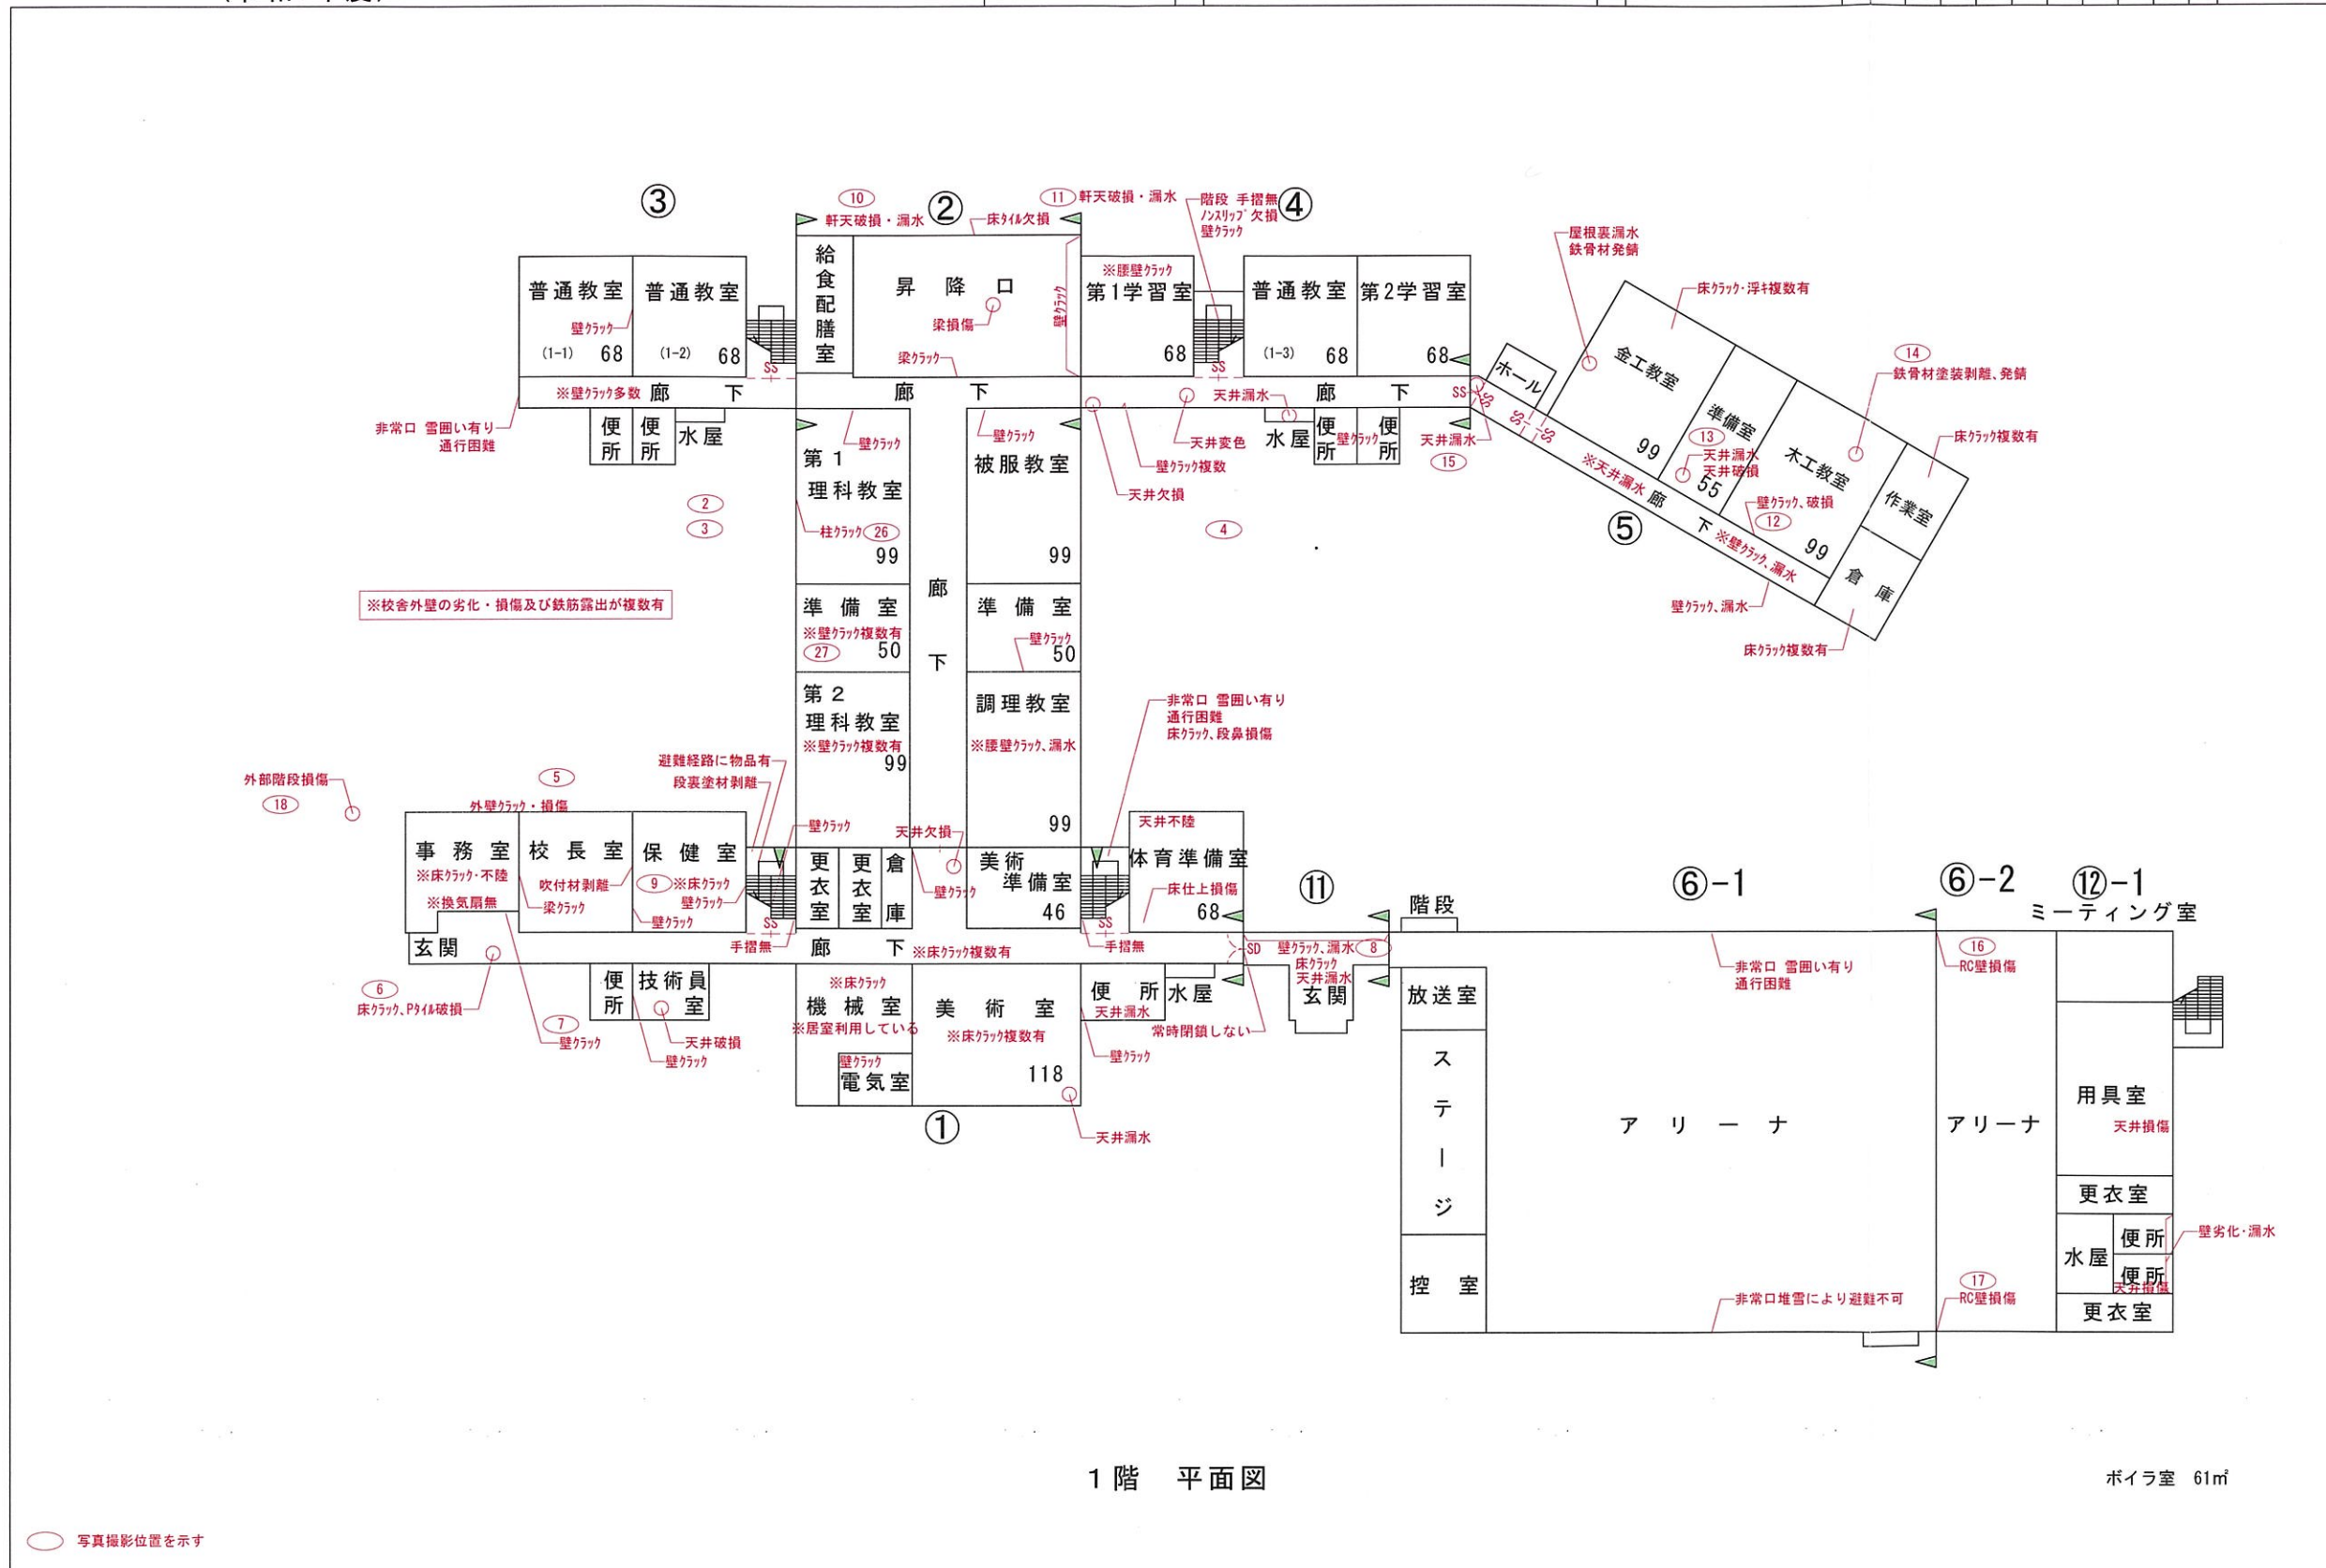 ③
②
④
10
軒天破損・漏水
床ﾀｲﾙ欠損
11
軒天破損・漏水
階段 手摺無
ﾉﾝｽﾘｯﾌﾟ欠損
壁ｸﾗｯｸ
普通教室
壁ｸﾗｯｸ
(1-1) 68
普通教室
(1-2) 68
SS
給食配膳室
昇降口
梁損傷
梁ｸﾗｯｸ
壁ｸﾗｯｸ
※腰壁ｸﾗｯｸ
第1学習室
68
SS
普通教室
(1-3) 68
第2学習室
68
屋根裏漏水
鉄骨材発錆
床ｸﾗｯｸ・浮ｷ複数有
14
鉄骨材塗装剥離、発錆
床ｸﾗｯｸ複数有
ホール
金工教室
99
準備室
13
天井漏水
天井破損
55
木工教室
壁ｸﾗｯｸ、破損
12
99
作業室
倉庫
SS
SS
SS
SS
※天井漏水
廊下
※壁ｸﾗｯｸ、漏水
⑤
壁ｸﾗｯｸ、漏水
床ｸﾗｯｸ複数有
※壁ｸﾗｯｸ多数
廊下
廊下
天井漏水
廊下
非常口 雪囲い有り
通行困難
便所
便所
水屋
壁ｸﾗｯｸ
壁ｸﾗｯｸ
天井変色
壁ｸﾗｯｸ複数
天井欠損
水屋
便所
壁ｸﾗｯｸ
便所
天井漏水
15
2
3
4
第1
理科教室
柱ｸﾗｯｸ
26
99
被服教室
99
廊下
※校舎外壁の劣化・損傷及び鉄筋露出が複数有
準備室
※壁ｸﾗｯｸ複数有
27
50
準備室
壁ｸﾗｯｸ
50
第2
理科教室
※壁ｸﾗｯｸ複数有
99
調理教室
※腰壁ｸﾗｯｸ、漏水
99
非常口 雪囲い有り
通行困難
床ｸﾗｯｸ、段鼻損傷
避難経路に物品有
段裏塗材剥離
壁ｸﾗｯｸ
天井欠損
外部階段損傷
18
5
外壁ｸﾗｯｸ・損傷
事務室
※床ｸﾗｯｸ・不陸
※換気扇無
校長室
吹付材剥離
梁ｸﾗｯｸ
保健室
9
※床ｸﾗｯｸ
壁ｸﾗｯｸ
壁ｸﾗｯｸ
SS
手摺無
更衣室
更衣室
倉庫
壁ｸﾗｯｸ
美術
準備室
46
SS
手摺無
天井不陸
体育準備室
床仕上損傷
68
⑪
階段
⑥-1
⑥-2
⑫-1
ミーティング室
玄関
廊下
※床ｸﾗｯｸ複数有
SD
壁ｸﾗｯｸ、漏水
8
床ｸﾗｯｸ
天井漏水
玄関
常時閉鎖しない
6
床ｸﾗｯｸ、Pﾀｲﾙ破損
7
壁ｸﾗｯｸ
便所
技術員室
天井破損
壁ｸﾗｯｸ
※床ｸﾗｯｸ
機械室
※居室利用している
壁ｸﾗｯｸ
電気室
美術室
※床ｸﾗｯｸ複数有
118
便所
天井漏水
水屋
壁ｸﾗｯｸ
天井漏水
①
放送室
ステージ
控室
非常口 雪囲い有り
通行困難
アリーナ
非常口堆雪により避難不可
16
RC壁損傷
アリーナ
17
RC壁損傷
用具室
天井損傷
更衣室
水屋
便所
便所
天井損傷
壁劣化・漏水
更衣室
1階 平面図
ボイラ室 61㎡
写真撮影位置を示す